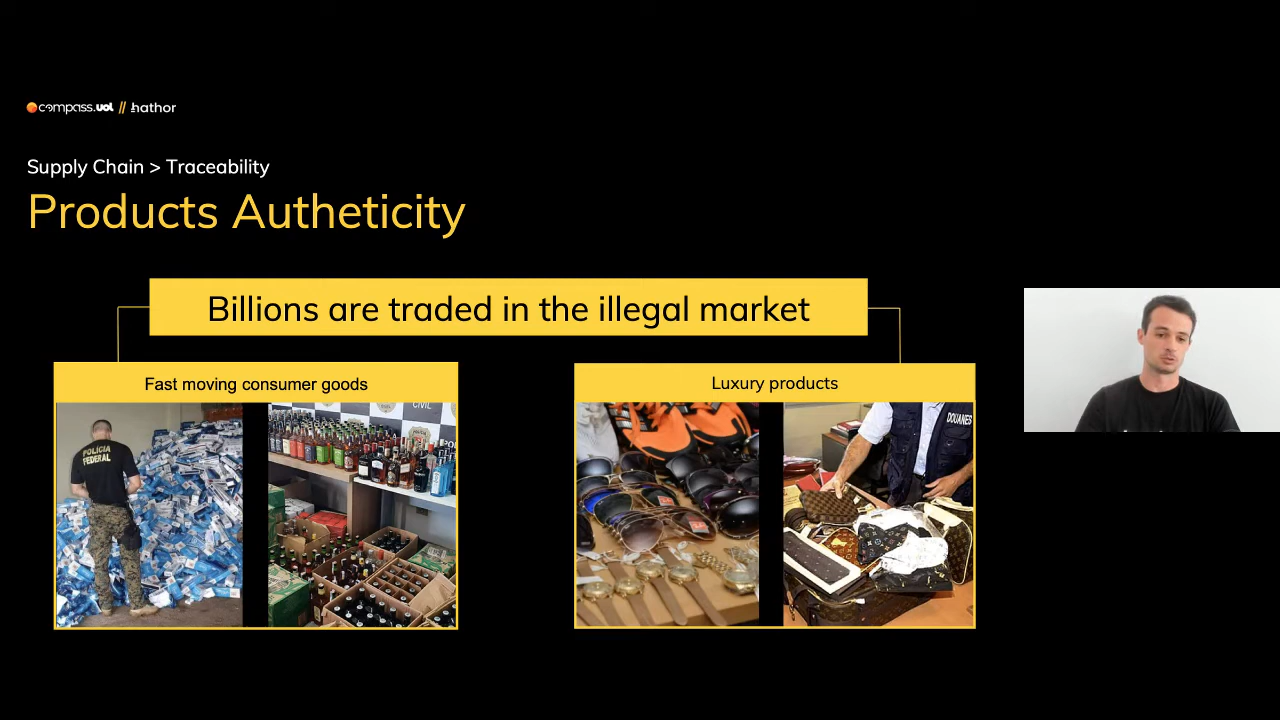 compass.uol // hathor
Supply Chain > Traceability
Products Autheticity
Billions are traded in the illegal market
Fast moving consumer goods
Luxury products
POLÍCIA
FEDERAL
CIVIL
DOUANES